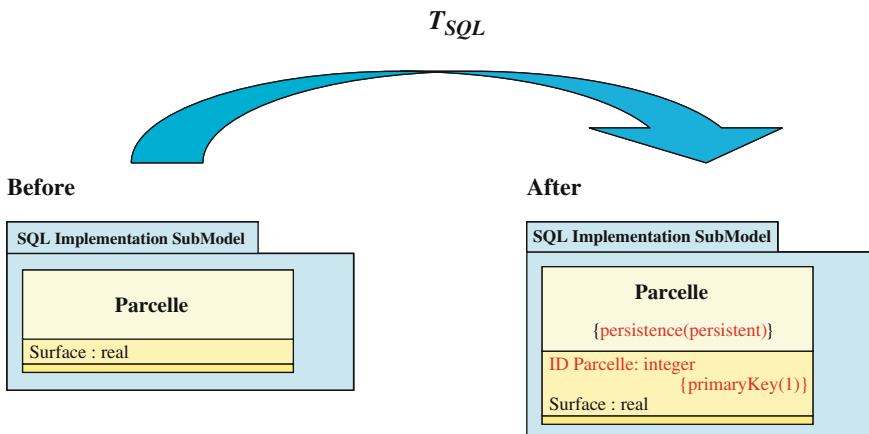 T_SQL
Before
After
SQL Implementation SubModel
Parcelle
Surface : real
SQL Implementation SubModel
Parcelle
{persistence(persistent)}
ID Parcelle: integer
{primaryKey(1)}
Surface : real